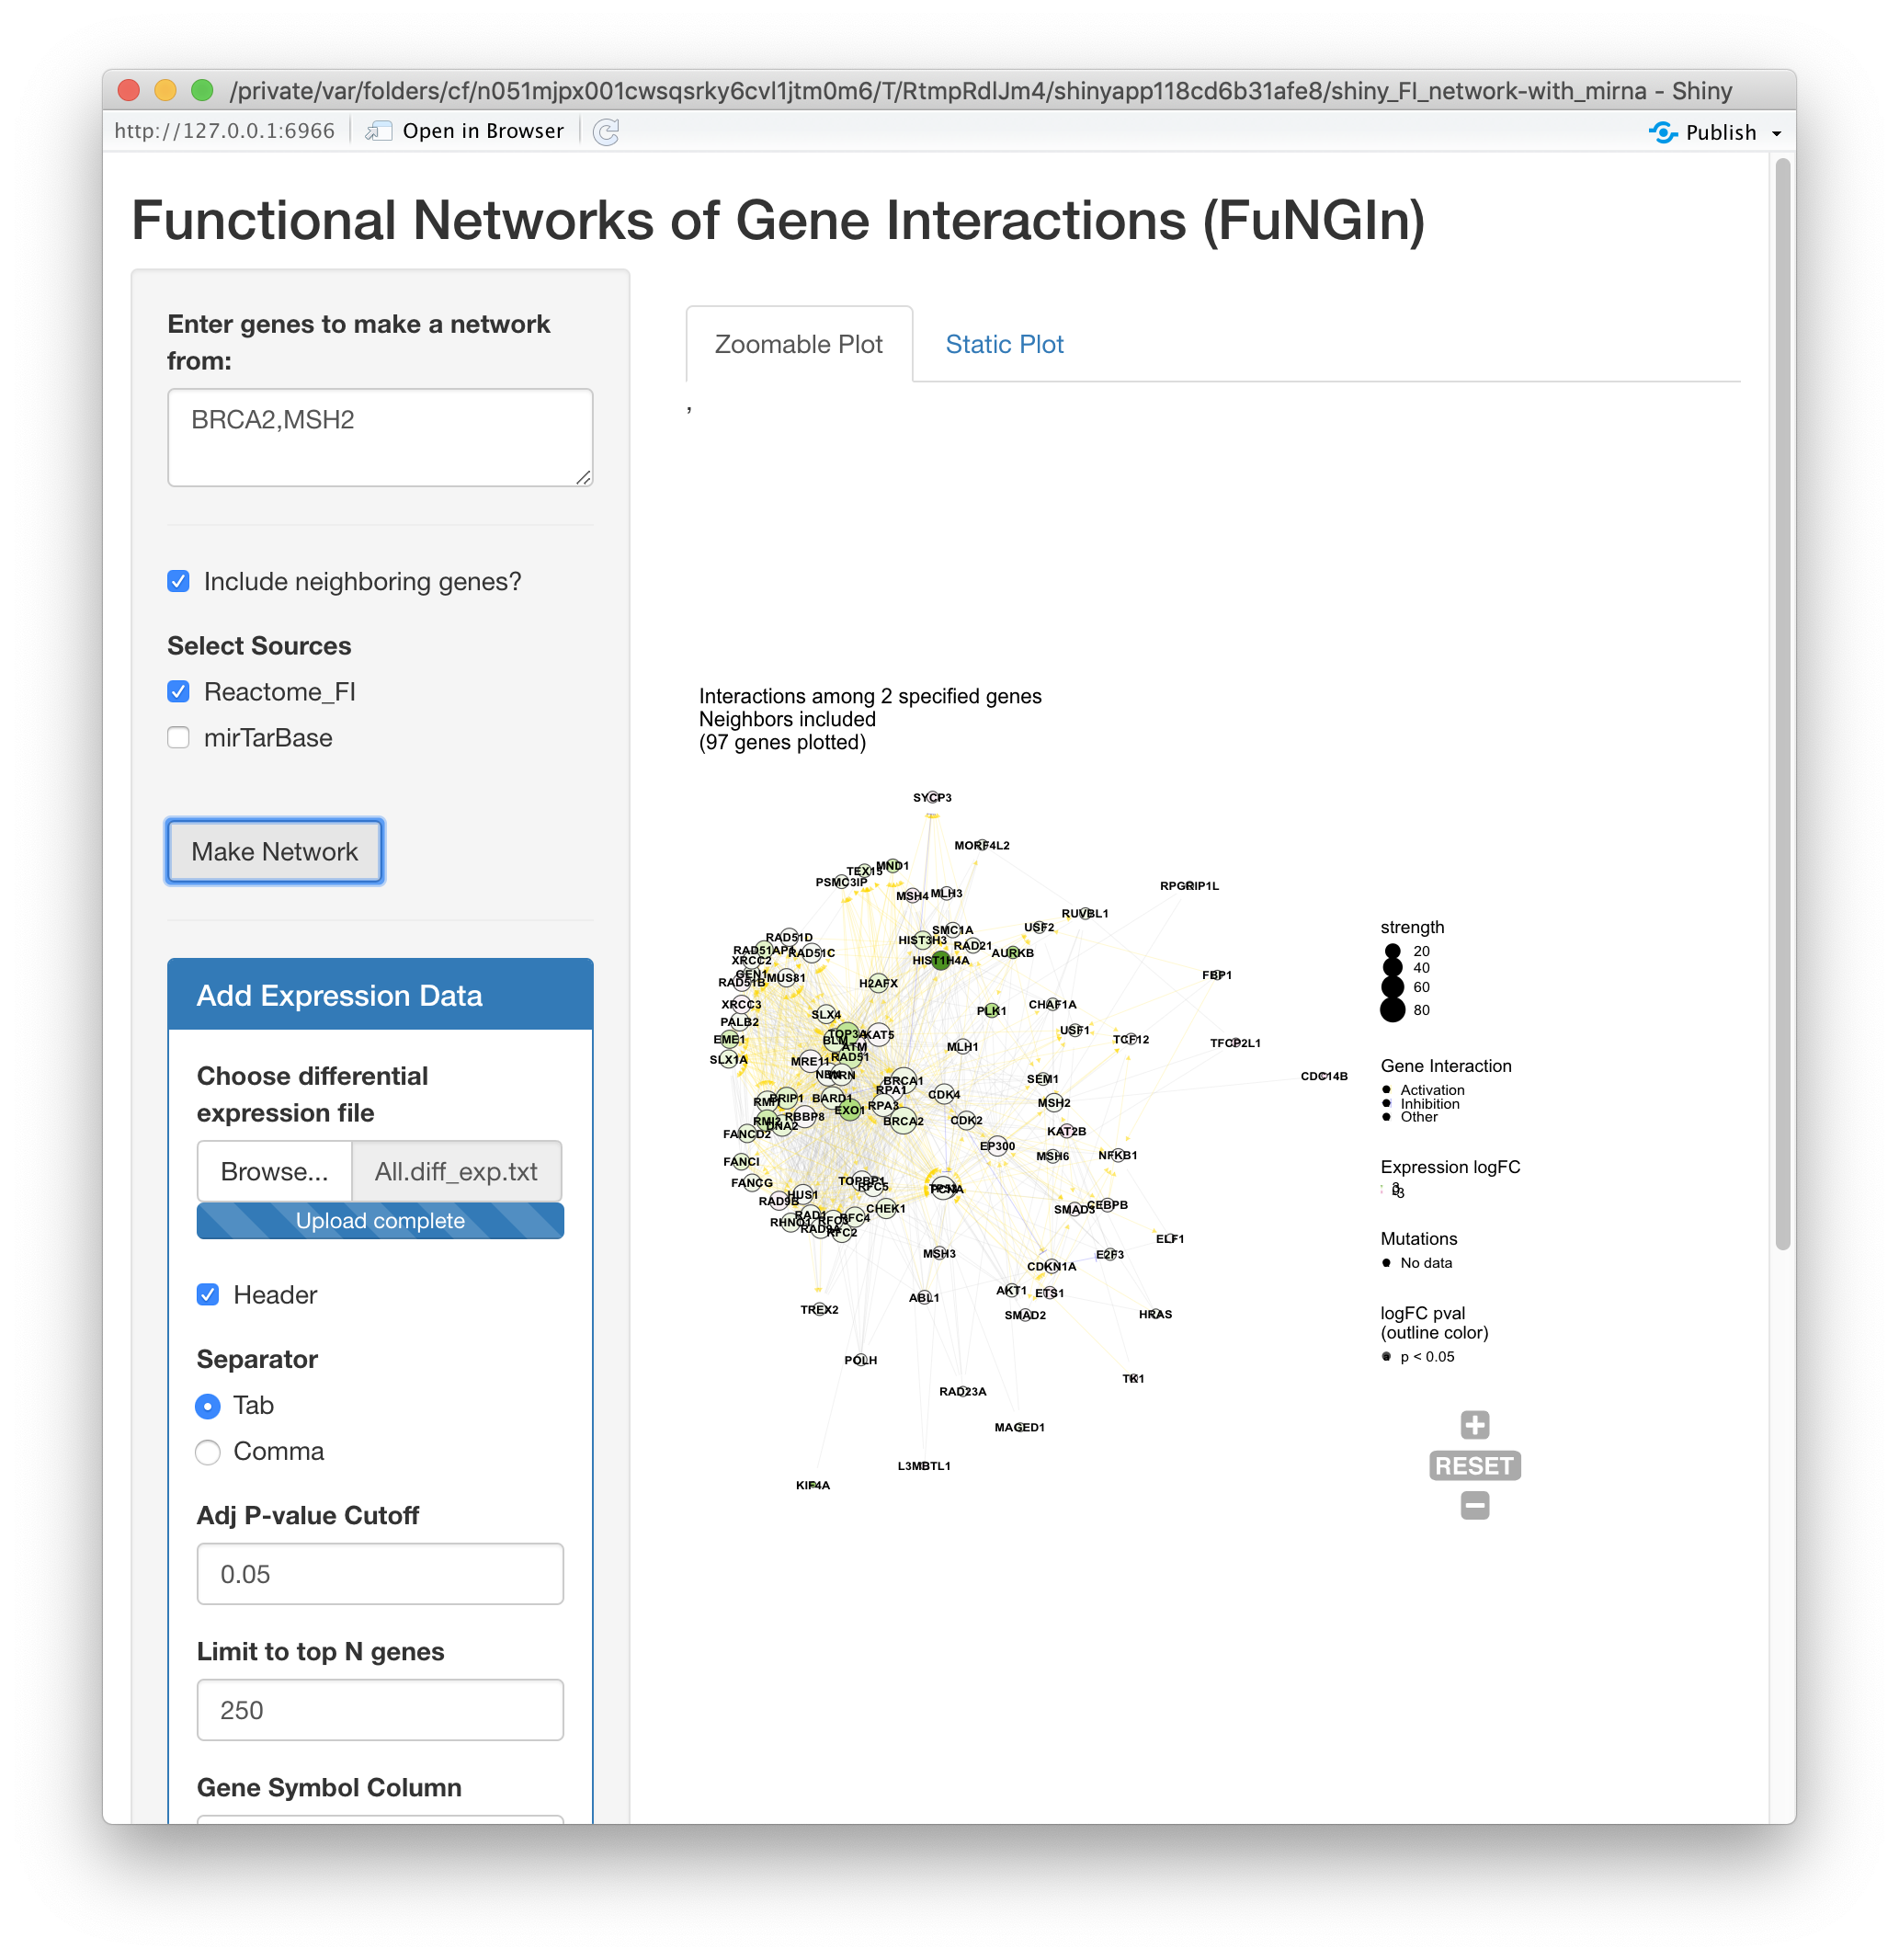 /private/var/folders/cf/n051mjpx001cwsqsrky6cvl1jtm0m6/T/RtmpRdlJm4/shinyapp118cd6b31afe8/shiny_FI_network-with_mirna - Shiny
http://127.0.0.1:6966
Open in Browser
Publish
Functional Networks of Gene Interactions (FuNGIn)
Enter genes to make a network
from:
BRCA2,MSH2
Include neighboring genes?
Select Sources
Reactome_FI
mirTarBase
Make Network
Add Expression Data
Choose differential
expression file
Browse...
All.diff_exp.txt
Upload complete
Header
Separator
Tab
Comma
Adj P-value Cutoff
0.05
Limit to top N genes
250
Gene Symbol Column
Zoomable Plot
Static Plot
,
Interactions among 2 specified genes
Neighbors included
(97 genes plotted)
SYCP3
MORF4L2
MND1
TEX15
PSMC3IP
MSH4
MLH3
RPGRIP1L
RUVBL1
USF2
SMC1A
RAD51D
HIST3H3
RAD21
RAD51AP1
RAD51C
AURKB
XRCC2
HIST1H4A
GEN1
MUS81
FBP1
RAD51B
H2AFX
XRCC3
CHAF1A
PLK1
SLX4
PALB2
USF1
TOP3A
KAT5
EME1
BLM
TCF12
TFCP2L1
ATM
MLH1
RAD51
SLX1A
MRE11
NBN
WRN
CDC14B
BRCA1
SEM1
RPA1
CDK4
BRIP1
BARD1
RMI1
MSH2
RPA3
EXO1
RBBP8
RMI2
BRCA2
CDK2
DNA2
KAT2B
FANCD2
EP300
NFKB1
MSH6
FANCI
TOPBP1
FANCG
RFC5
TP53
PCNA
HUS1
RAD9B
CEBPB
CHEK1
SMAD3
RAD1
RFC4
RFC3
RHNO1
RAD9A
RFC2
ELF1
MSH3
E2F3
CDKN1A
AKT1
ETS1
ABL1
TREX2
HRAS
SMAD2
POLH
TK1
RAD23A
MAGED1
L3MBTL1
KIF4A
strength
20
40
60
80
Gene Interaction
Activation
Inhibition
Other
Expression logFC
Mutations
No data
logFC pval
(outline color)
p < 0.05
RESET